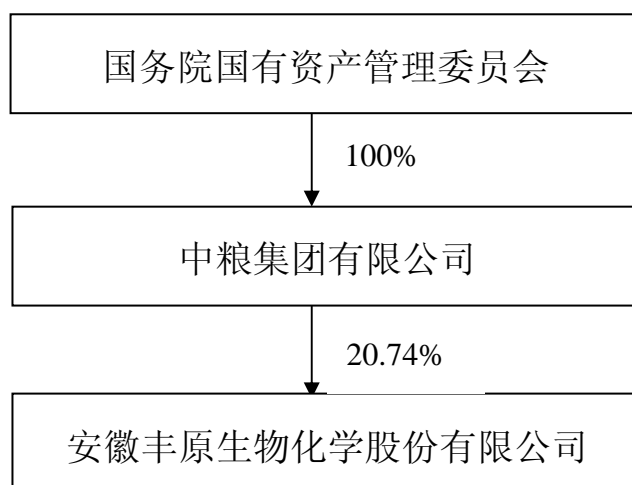 国务院国有资产管理委员会
100%
中粮集团有限公司
20.74%
安徽丰原生物化学股份有限公司